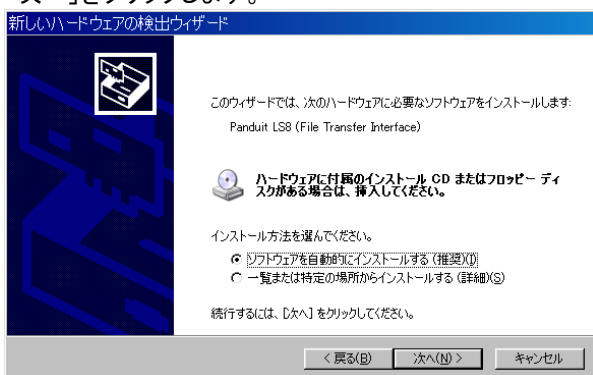 次へ]をクリックします。
新しいハードウェアの検出ウィザード
このウィザードでは、次のハードウェアに必要なソフトウェアをインストールします:
Panduit LS8 (File Transfer Interface)
ハードウェアに付属のインストール CD またはフロッピー ディ
スクがある場合は、挿入してください。
インストール方法を選んでください。
ソフトウェアを自動的にインストールする (推奨)(I)
一覧または特定の場所からインストールする (詳細)(S)
続行するには、[次へ] をクリックしてください。
< 戻る(B)
次へ(N) >
キャンセル